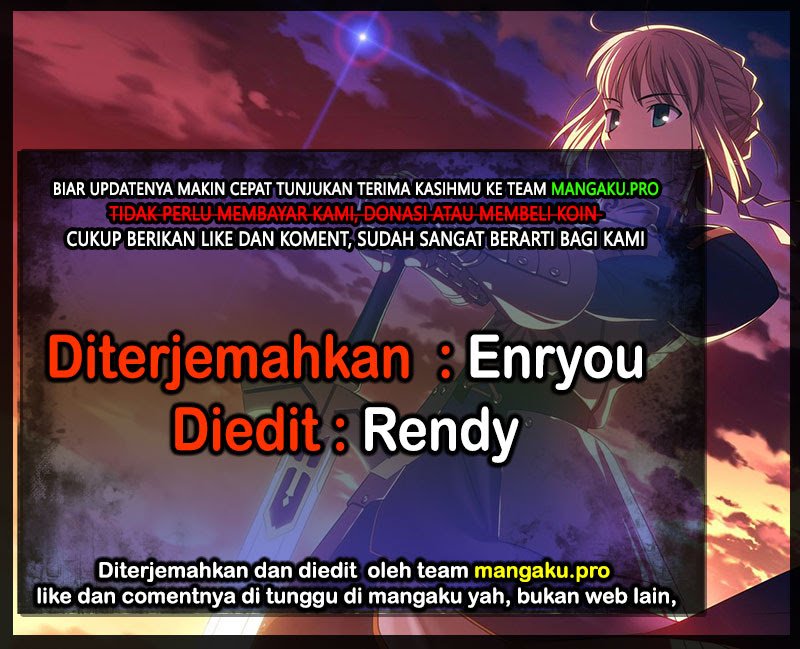 BIAR UPDATENYA MAKIN CEPAT TUNJUKAN TERIMA KASIHMU KE TEAM MANGAKU.PRO
TIDAK PERLU MEMBAYAR KAMI, DONASI ATAU MEMBELI KOIN
CUKUP BERIKAN LIKE DAN KOMENT, SUDAH SANGAT BERARTI BAGI KAMI
Diterjemahkan : Enryou
Diedit : Rendy
Diterjemahkan dan diedit oleh team mangaku.pro
like dan comentnya di tunggu di mangaku yah, bukan web lain,